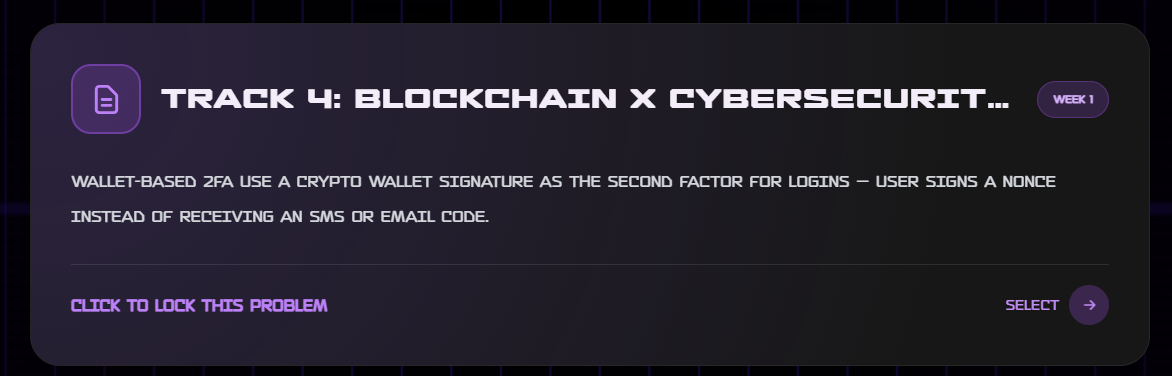 TRACK 4: BLOCKCHAIN X CYBERSECURIT...
WEEK 1
WALLET-BASED 2FA USE A CRYPTO WALLET SIGNATURE AS THE SECOND FACTOR FOR LOGINS — USER SIGNS A NONCE
INSTEAD OF RECEIVING AN SMS OR EMAIL CODE.
CLICK TO LOCK THIS PROBLEM
SELECT →